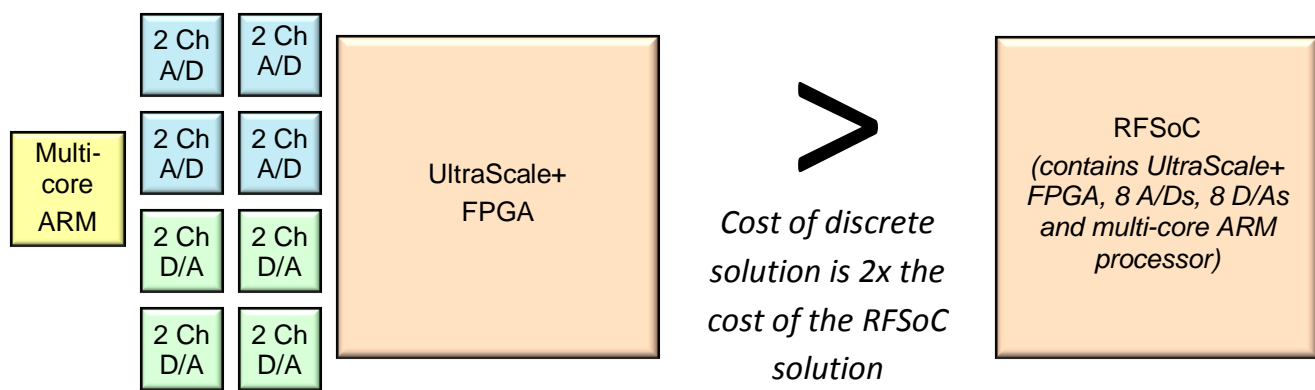 Multi-
core
ARM
2 Ch
A/D
2 Ch
A/D
2 Ch
A/D
2 Ch
A/D
2 Ch
D/A
2 Ch
D/A
2 Ch
D/A
2 Ch
D/A
UltraScale+
FPGA
>
Cost of discrete
solution is 2x the
cost of the RFSoC
solution
RFSoC
(contains UltraScale+
FPGA, 8 A/Ds, 8 D/As
and multi-core ARM
processor)